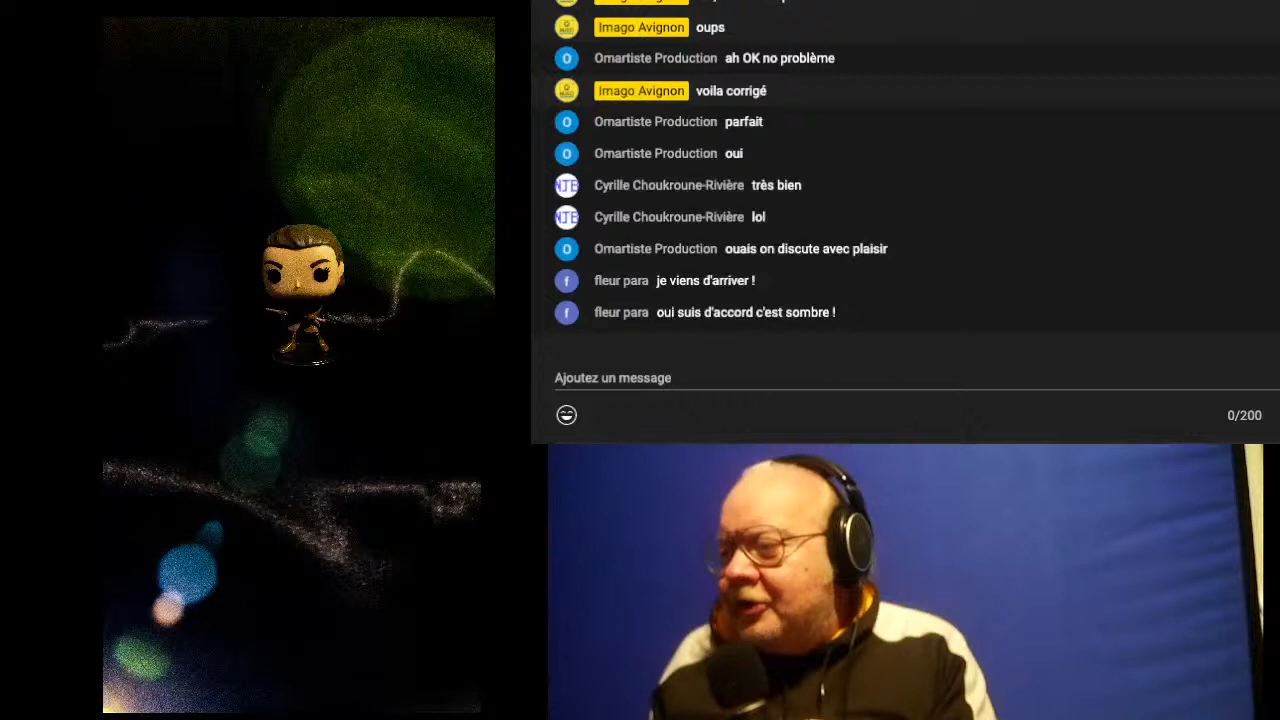 Imago Avignon oups
O Omartiste Production ah OK no problème
Imago Avignon voila corrigé
O Omartiste Production parfait
O Omartiste Production oui
NJB Cyrille Choukroune-Rivière très bien
NJB Cyrille Choukroune-Rivière lol
O Omartiste Production ouais on discute avec plaisir
f fleur para je viens d'arriver !
f fleur para oui suis d'accord c'est sombre !
Ajoutez un message
0/200